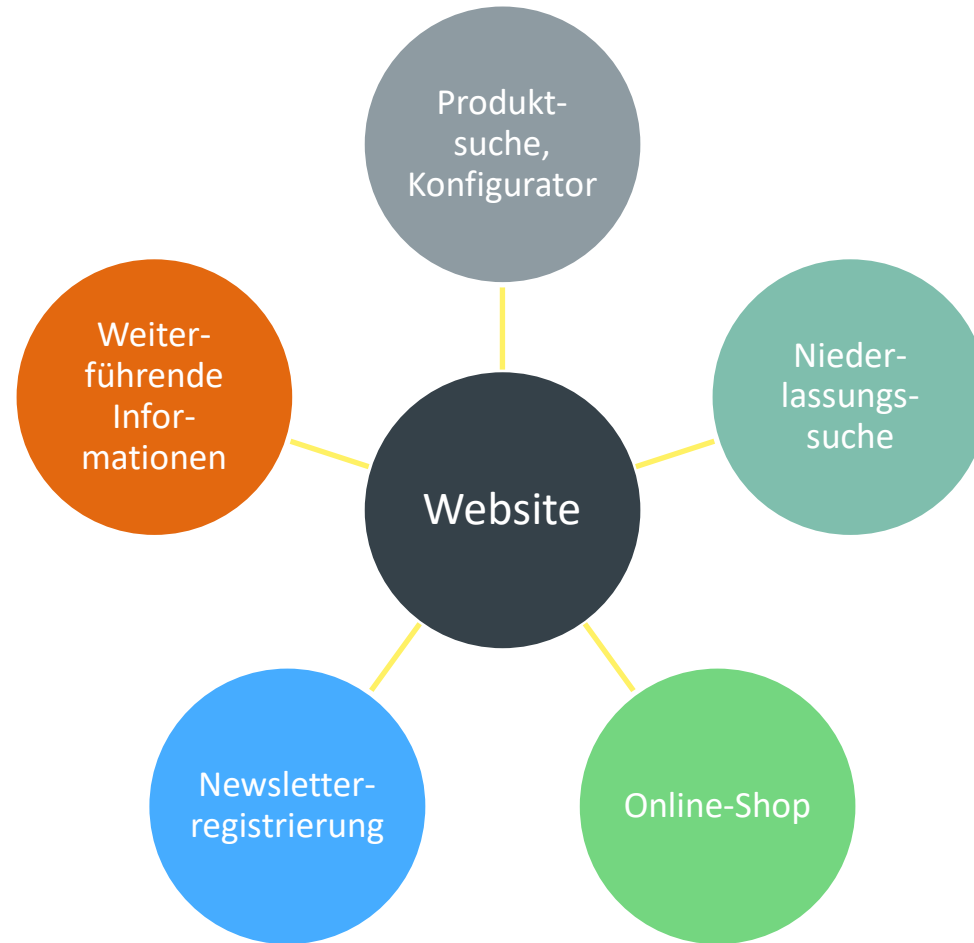 Produkt-
suche,
Konfigurator
Weiter-
führende
Infor-
mationen
Nieder-
lassungs-
suche
Website
Newsletter-
registrierung
Online-Shop